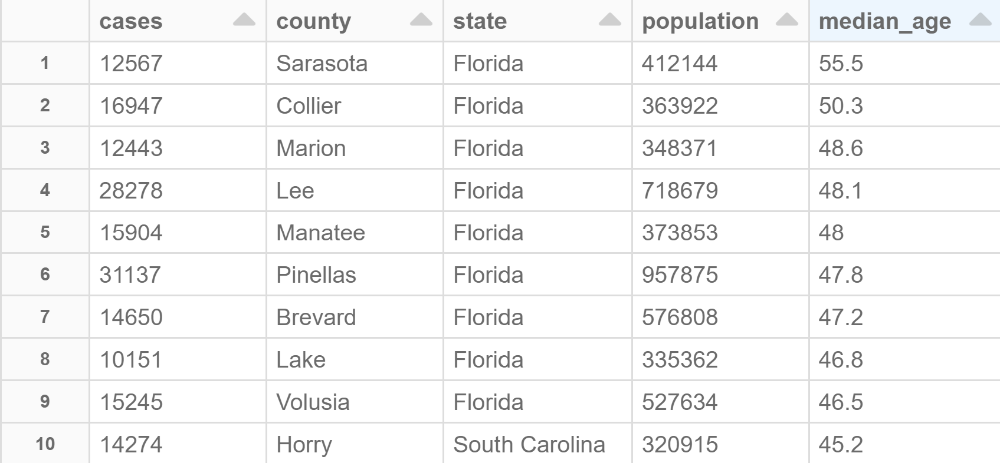 cases county state population median_age
1 12567 Sarasota Florida 412144 55.5
2 16947 Collier Florida 363922 50.3
3 12443 Marion Florida 348371 48.6
4 28278 Lee Florida 718679 48.1
5 15904 Manatee Florida 373853 48
6 31137 Pinellas Florida 957875 47.8
7 14650 Brevard Florida 576808 47.2
8 10151 Lake Florida 335362 46.8
9 15245 Volusia Florida 527634 46.5
10 14274 Horry South Carolina 320915 45.2